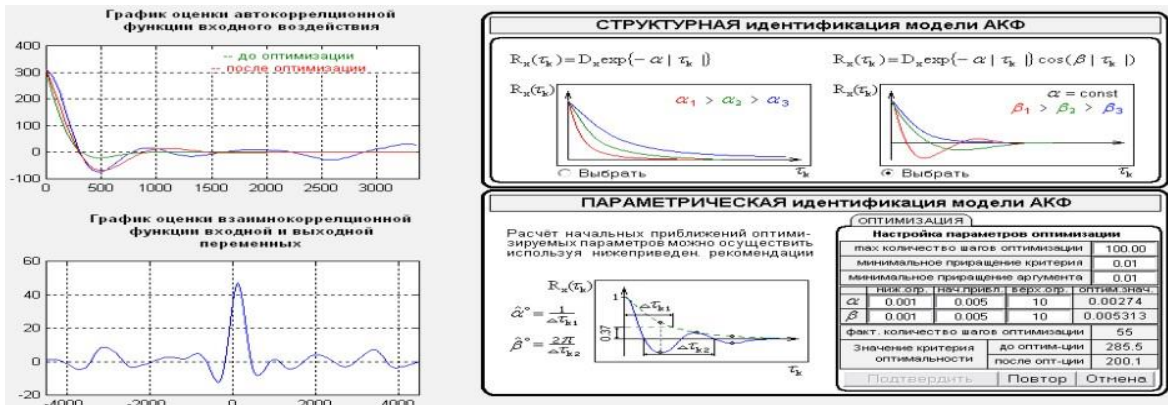 График оценки автокоррелционной
функции входного воздействия
400
300
200
100
0
-100
-- до оптимизации
-- после оптимизации
0 500 1000 1500 2000 2500 3000
График оценки взаимнокоррелционной
функции входной и выходной
переменных
60
40
20
0
-20
-4000 -2000 0 2000 4000
СТРУКТУРНАЯ идентификация модели АКФ
Rₓ(τₖ)=Dₓexp{-α|τₖ|}
Rₓ(τₖ)
α₁ > α₂ > α₃
τₖ
Выбрать
Rₓ(τₖ)=Dₓexp{-α|τₖ|}cos(β|τₖ|)
Rₓ(τₖ)
α = const
β₁ > β₂ > β₃
τₖ
Выбрать
ПАРАМЕТРИЧЕСКАЯ идентификация модели АКФ
Расчёт начальных приближений оптими-
зируемых параметров можно осуществить
используя нижеприведен. рекомендации
Rₓ(τₖ)
1
0.37
Δτₖ₁
Δτₖ₂
τₖ
α̂° = 1/Δτₖ₁
β̂° = 2π/Δτₖ₂
ОПТИМИЗАЦИЯ
Настройка параметров оптимизации
max количество шагов оптимизации 100.00
минимальное приращение критерия 0.01
минимальное приращение аргумента 0.01
ниж.огр. нач.прибл. верх.огр. оптим.знач.
α 0.001 0.005 10 0.00274
β 0.001 0.005 10 0.005313
факт. количество шагов оптимизации 55
Значение критерия оптимальности
до оптим-ции 285.5
после опт-ции 200.1
Подтвердить Повтор Отмена